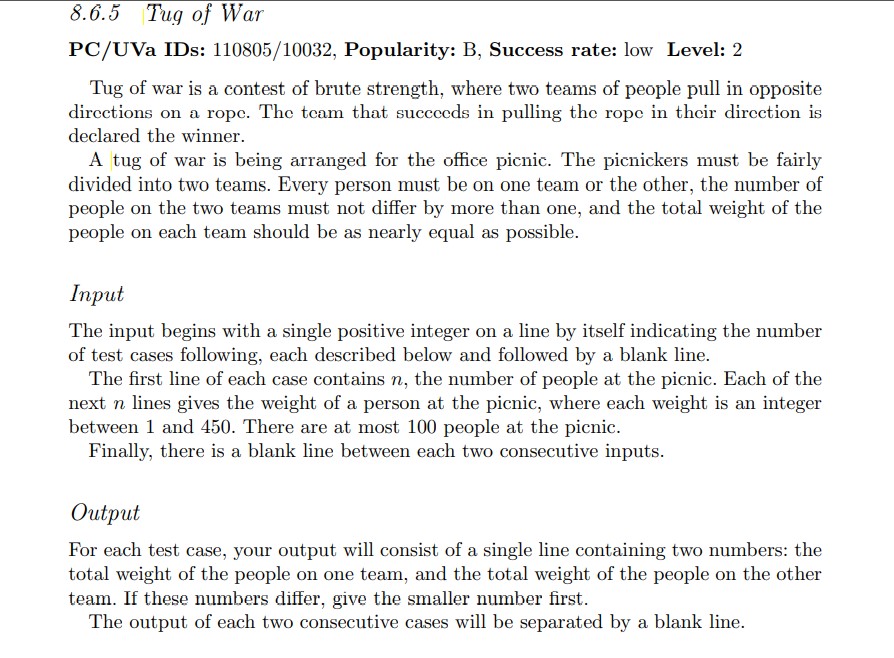 8.6.5 Tug of War
PC/UVa IDs: 110805/10032, Popularity: B, Success rate: low Level: 2
Tug of war is a contest of brute strength, where two teams of people pull in opposite
directions on a rope. The team that succeeds in pulling the rope in their direction is
declared the winner.
A tug of war is being arranged for the office picnic. The picnickers must be fairly
divided into two teams. Every person must be on one team or the other, the number of
people on the two teams must not differ by more than one, and the total weight of the
people on each team should be as nearly equal as possible.
Input
The input begins with a single positive integer on a line by itself indicating the number
of test cases following, each described below and followed by a blank line.
The first line of each case contains n, the number of people at the picnic. Each of the
next n lines gives the weight of a person at the picnic, where each weight is an integer
between 1 and 450. There are at most 100 people at the picnic.
Finally, there is a blank line between each two consecutive inputs.
Output
For each test case, your output will consist of a single line containing two numbers: the
total weight of the people on one team, and the total weight of the people on the other
team. If these numbers differ, give the smaller number first.
The output of each two consecutive cases will be separated by a blank line.